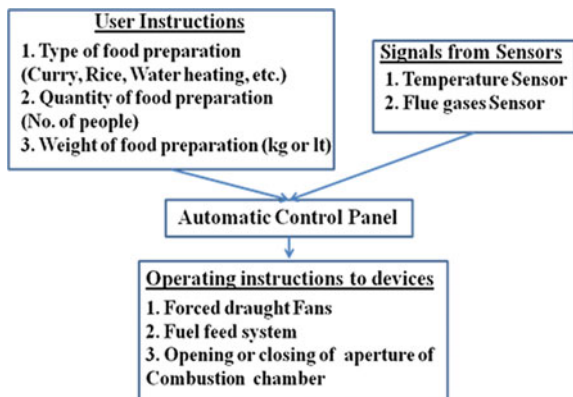 User Instructions
1. Type of food preparation
(Curry, Rice, Water heating, etc.)
2. Quantity of food preparation
(No. of people)
3. Weight of food preparation (kg or lt)
Signals from Sensors
1. Temperature Sensor
2. Flue gases Sensor
Automatic Control Panel
Operating instructions to devices
1. Forced draught Fans
2. Fuel feed system
3. Opening or closing of aperture of
Combustion chamber